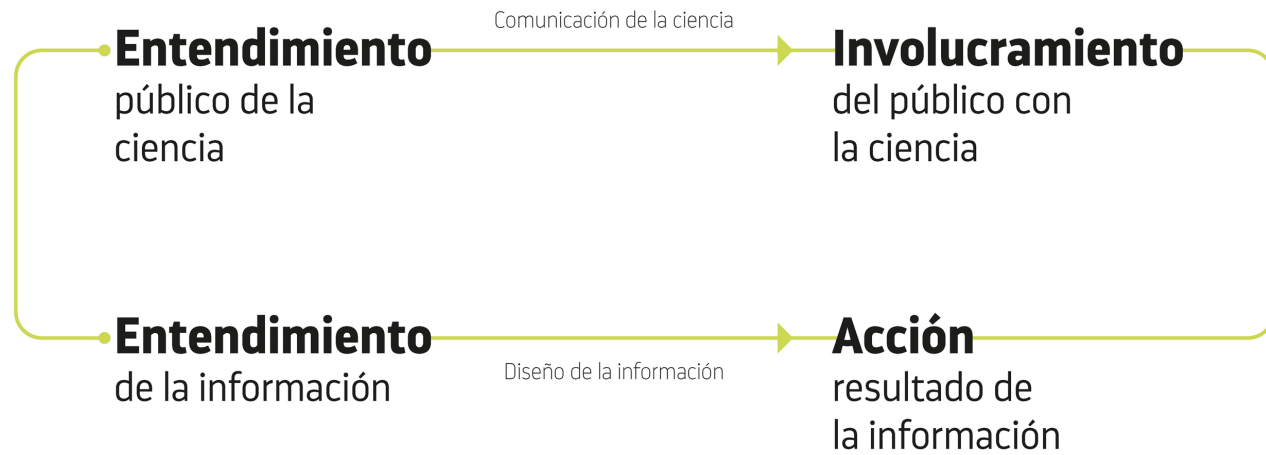 Comunicación de la ciencia
Entendimiento
público de la
ciencia
Involucramiento
del público con
la ciencia
Entendimiento
de la información
Diseño de la información
Acción
resultado de
la información